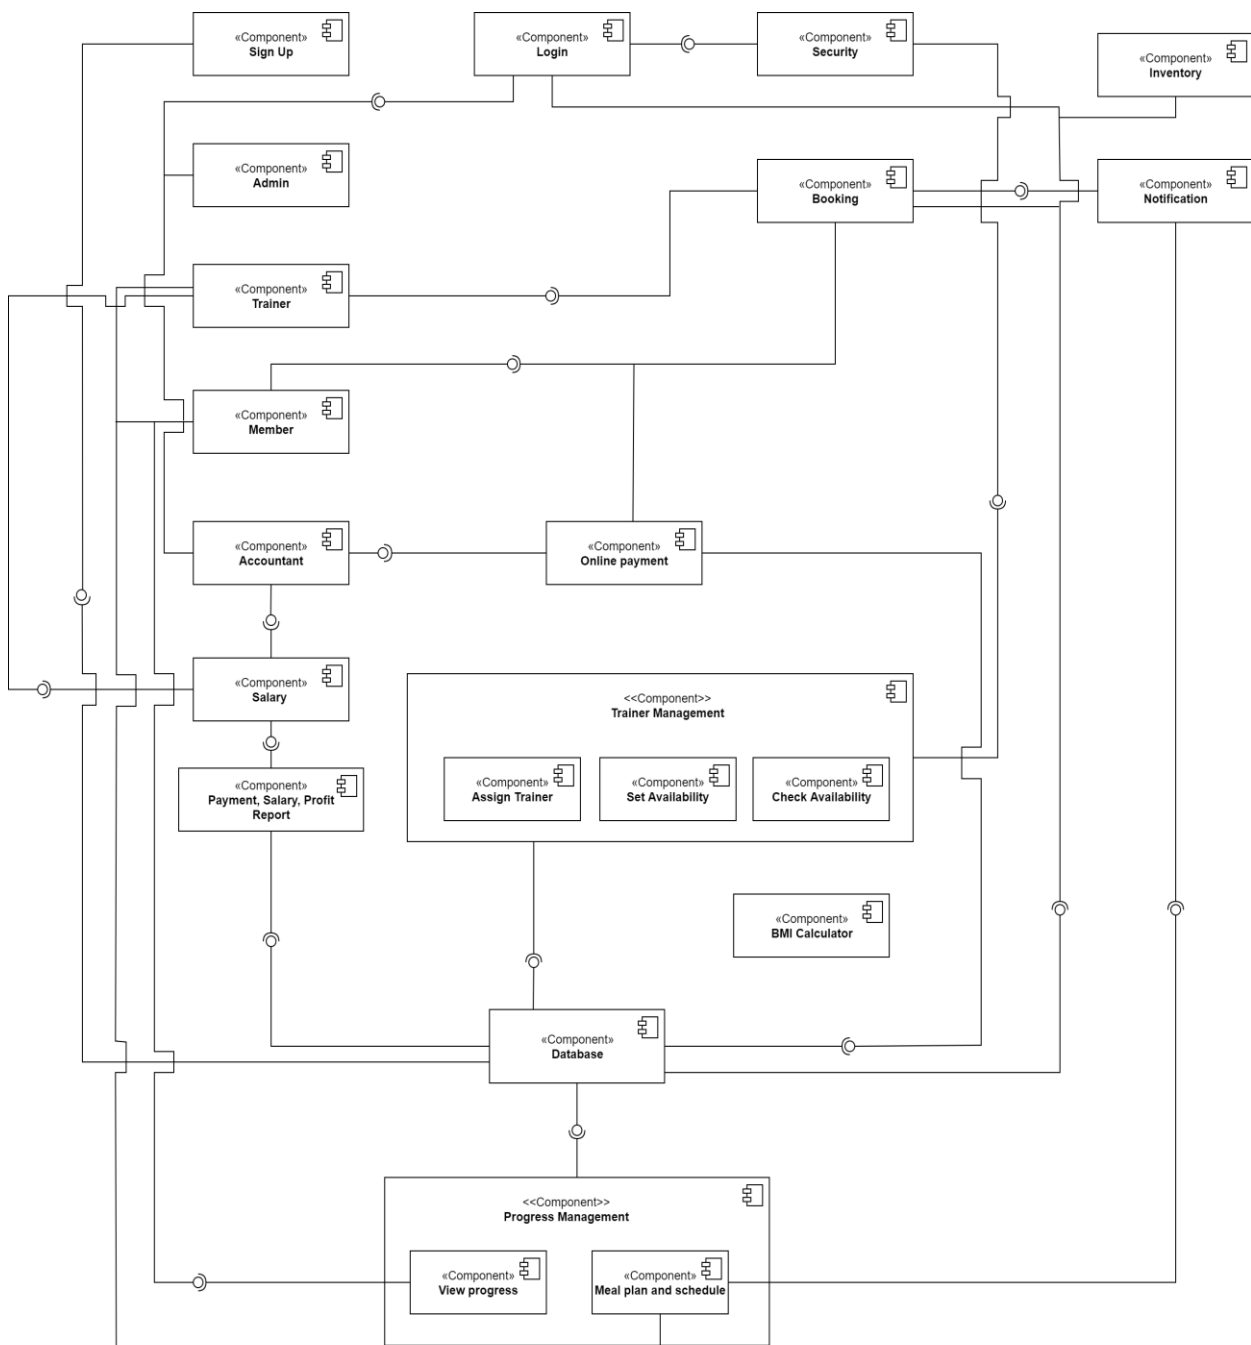 «Component»
Sign Up
«Component»
Login
«Component»
Security
«Component»
Inventory
«Component»
Admin
«Component»
Booking
«Component»
Notification
«Component»
Trainer
«Component»
Member
«Component»
Accountant
«Component»
Online payment
«Component»
Salary
<<Component>>
Trainer Management
«Component»
Assign Trainer
«Component»
Set Availability
«Component»
Check Availability
«Component»
Payment, Salary, Profit
Report
«Component»
BMI Calculator
«Component»
Database
<<Component>>
Progress Management
«Component»
View progress
«Component»
Meal plan and schedule